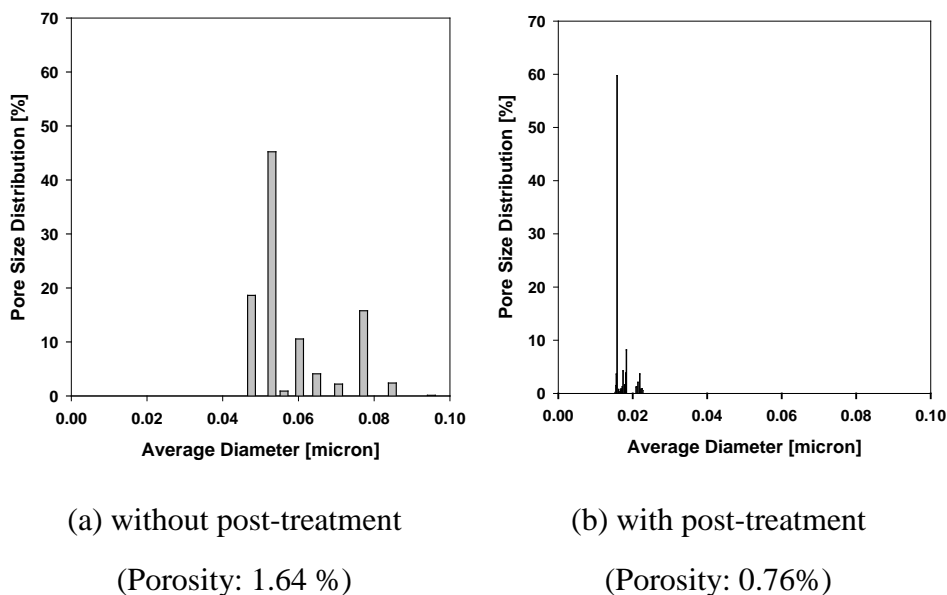 70
60
50
40
30
20
10
0
Pore Size Distribution [%]
0.00 0.02 0.04 0.06 0.08 0.10
Average Diameter [micron]
(a) without post-treatment
(Porosity: 1.64 %)
70
60
50
40
30
20
10
0
Pore Size Distribution [%]
0.00 0.02 0.04 0.06 0.08 0.10
Average Diameter [micron]
(b) with post-treatment
(Porosity: 0.76%)